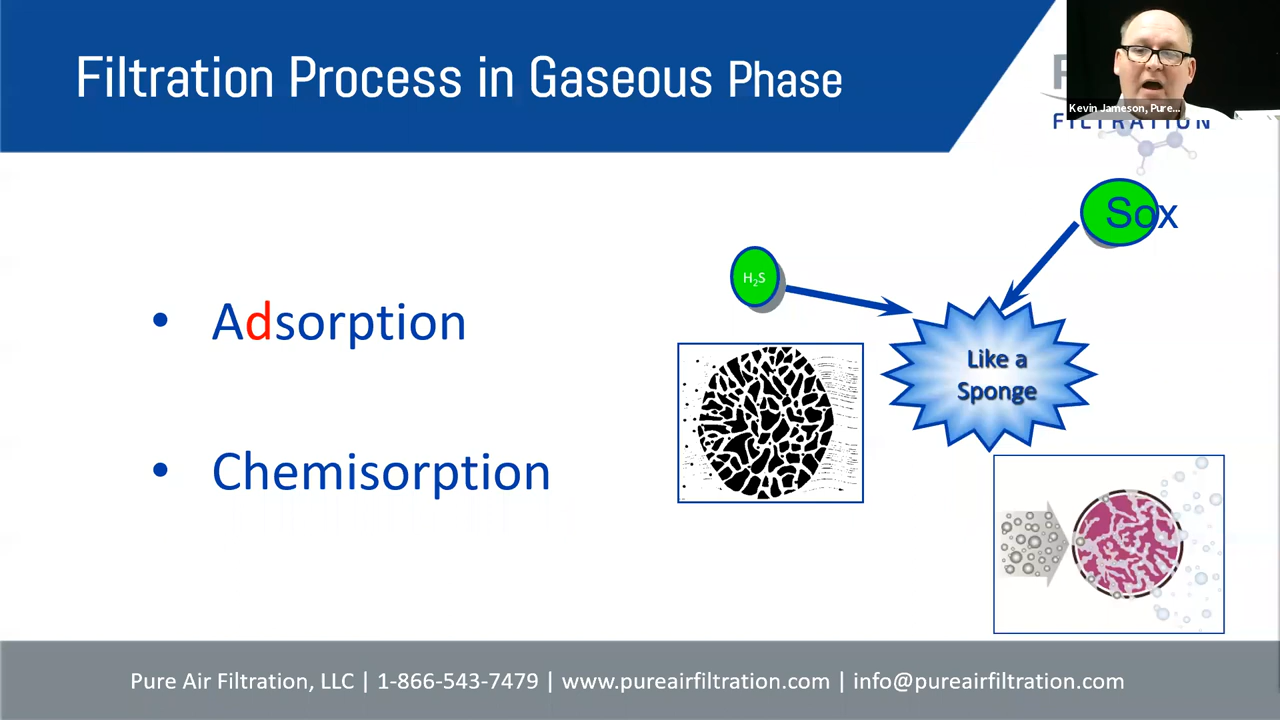 Filtration Process in Gaseous Phase
Kevin Jameson, Pure...
FILTRATION
Sox
H₂S
• Adsorption
Like a
Sponge
• Chemisorption
Pure Air Filtration, LLC | 1-866-543-7479 | www.pureairfiltration.com | info@pureairfiltration.com